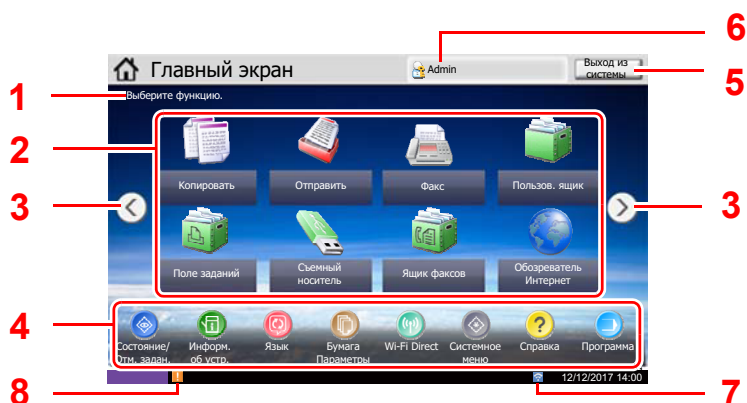 6
Главный экран
Admin
Выход из
системы
5
1
Выберите функцию.
2
Копировать
Отправить
Факс
Пользов. ящик
3
3
Поле заданий
Съемный
носитель
Ящик факсов
Обозреватель
Интернет
4
Состояние/
Отм. задан.
Информ.
об устр.
Язык
Бумага
Параметры
Wi-Fi Direct
Системное
меню
Справка
Программа
8
12/12/2017 14:00
7